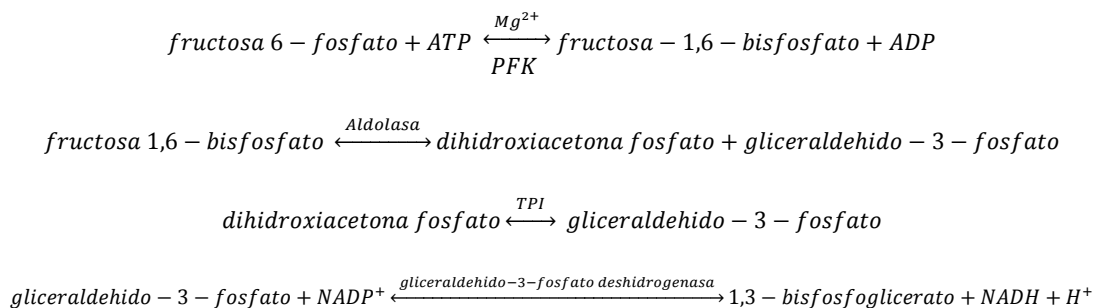 fructosa 6 − fosfato + ATP ⟷ fructosa − 1,6 − bisfosfato + ADP
Mg²⁺
PFK
fructosa 1,6 − bisfosfato ⟷ dihidroxiacetona fosfato + gliceraldehido − 3 − fosfato
Aldolasa
dihidroxiacetona fosfato ⟷ gliceraldehido − 3 − fosfato
TPI
gliceraldehido − 3 − fosfato + NADP⁺ ⟷ 1,3 − bisfosfoglicerato + NADH + H⁺
gliceraldehido−3−fosfato deshidrogenasa